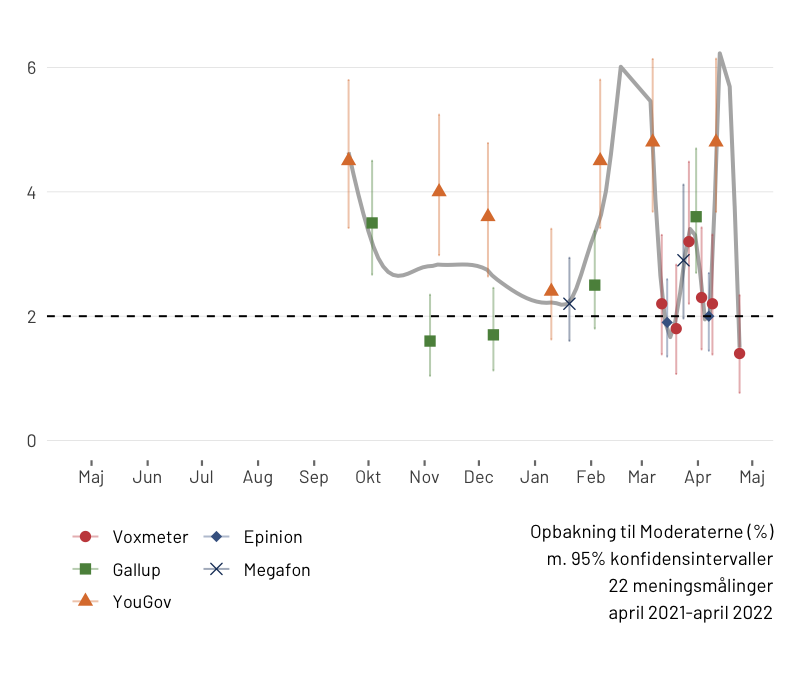 6
4
2
0
Maj Jun Jul Aug Sep Okt Nov Dec Jan Feb Mar Apr Maj
Voxmeter Epinion
Gallup Megafon
YouGov
Opbakning til Moderaterne (%)
m. 95% konfidensintervaller
22 meningsmålinger
april 2021-april 2022